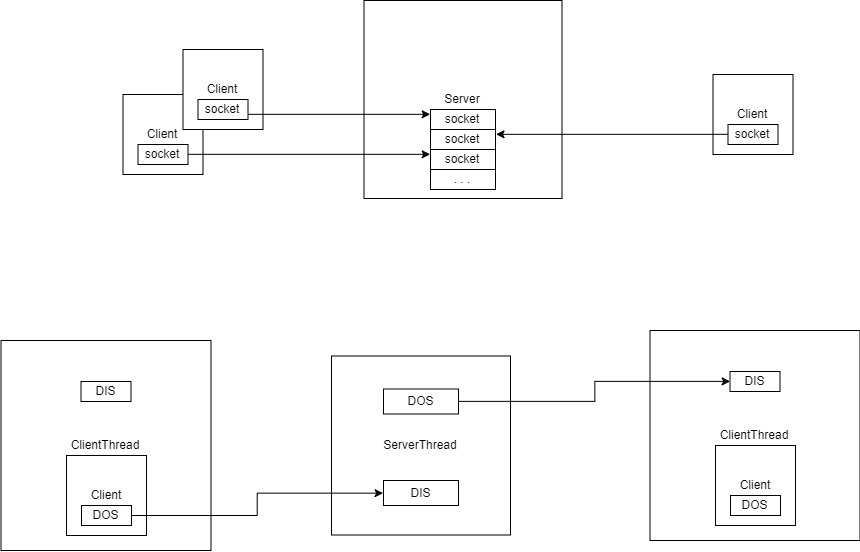 Client
socket
Client
socket
Server
socket
socket
socket
. . .
Client
socket
DIS
ClientThread
Client
DOS
DOS
ServerThread
DIS
DIS
ClientThread
Client
DOS